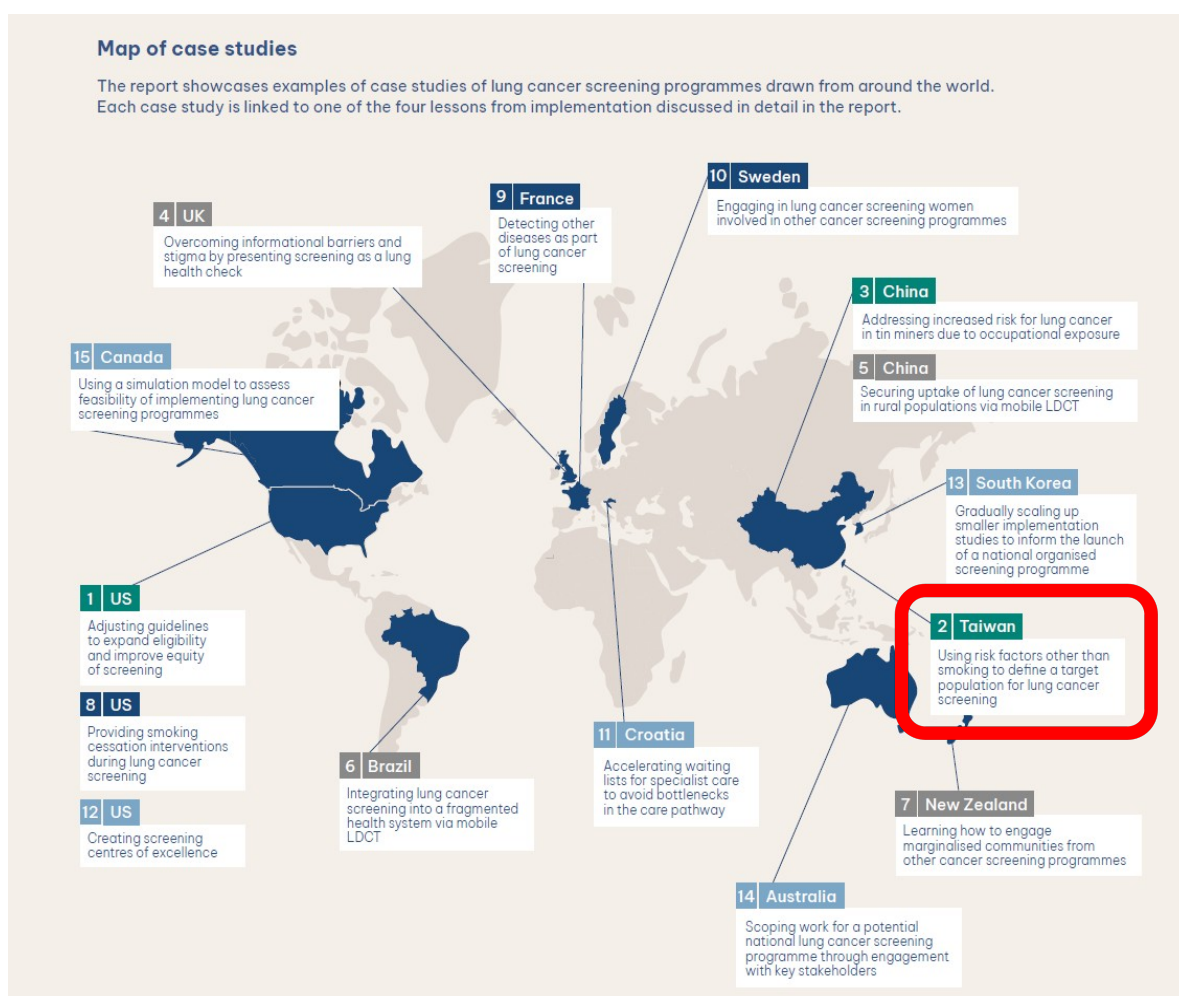 Map of case studies
The report showcases examples of case studies of lung cancer screening programmes drawn from around the world.
Each case study is linked to one of the four lessons from implementation discussed in detail in the report.
4 UK
Overcoming informational barriers and
stigma by presenting screening as a lung
health check
9 France
Detecting other
diseases as part
of lung cancer
screening
10 Sweden
Engaging in lung cancer screening women
involved in other cancer screening programmes
3 China
Addressing increased risk for lung cancer
in tin miners due to occupational exposure
5 China
Securing uptake of lung cancer screening
in rural populations via mobile LDCT
15 Canada
Using a simulation model to assess
feasibility of implementing lung cancer
screening programmes
13 South Korea
Gradually scaling up
smaller implementation
studies to inform the launch
of a national organised
screening programme
1 US
Adjusting guidelines
to expand eligibility
and improve equity
of screening
2 Taiwan
Using risk factors other than
smoking to define a target
population for lung cancer
screening
8 US
Providing smoking
cessation interventions
during lung cancer
screening
12 US
Creating screening
centres of excellence
6 Brazil
Integrating lung cancer
screening into a fragmented
health system via mobile
LDCT
11 Croatia
Accelerating waiting
lists for specialist care
to avoid bottlenecks
in the care pathway
7 New Zealand
Learning how to engage
marginalised communities from
other cancer screening programmes
14 Australia
Scoping work for a potential
national lung cancer screening
programme through engagement
with key stakeholders